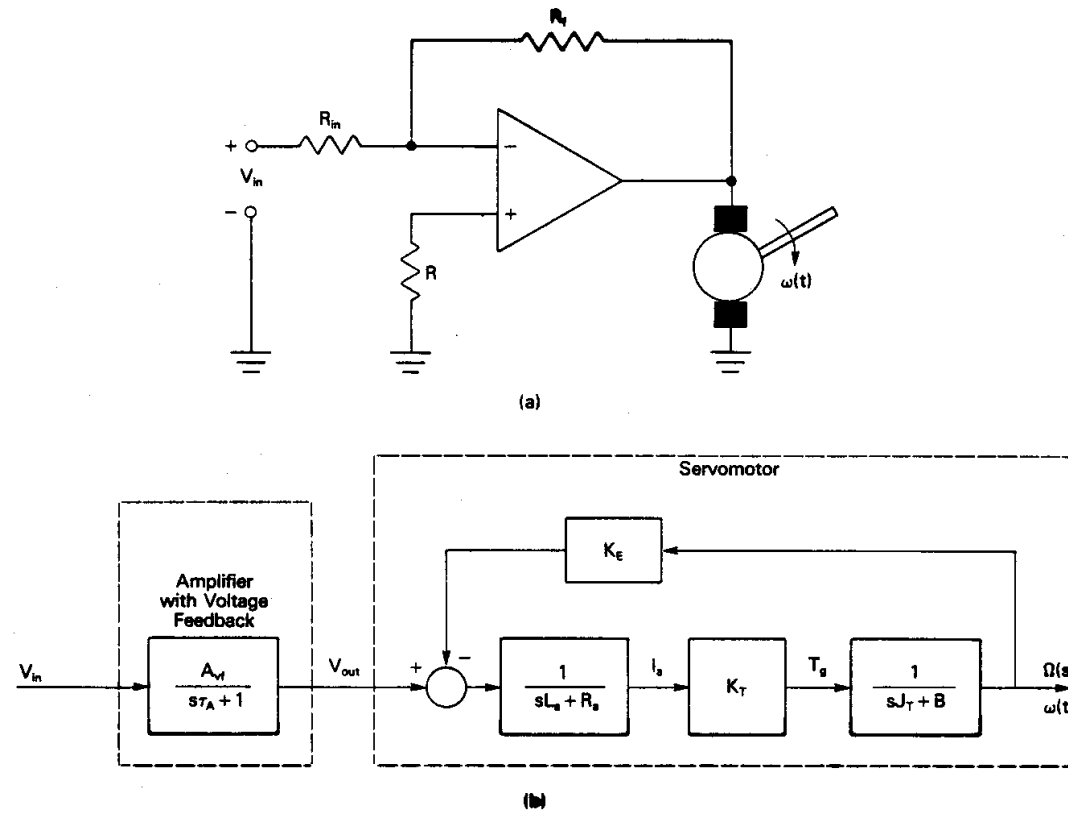 R_f
R_in
+
V_in
−
−
+
R
ω(t)
(a)
Servomotor
K_E
Amplifier
with Voltage
Feedback
V_in
A_vf
sτ_A + 1
V_out
+
−
1
sL_a + R_a
I_a
K_T
T_g
1
sJ_T + B
Ω(s
ω(t
(b)